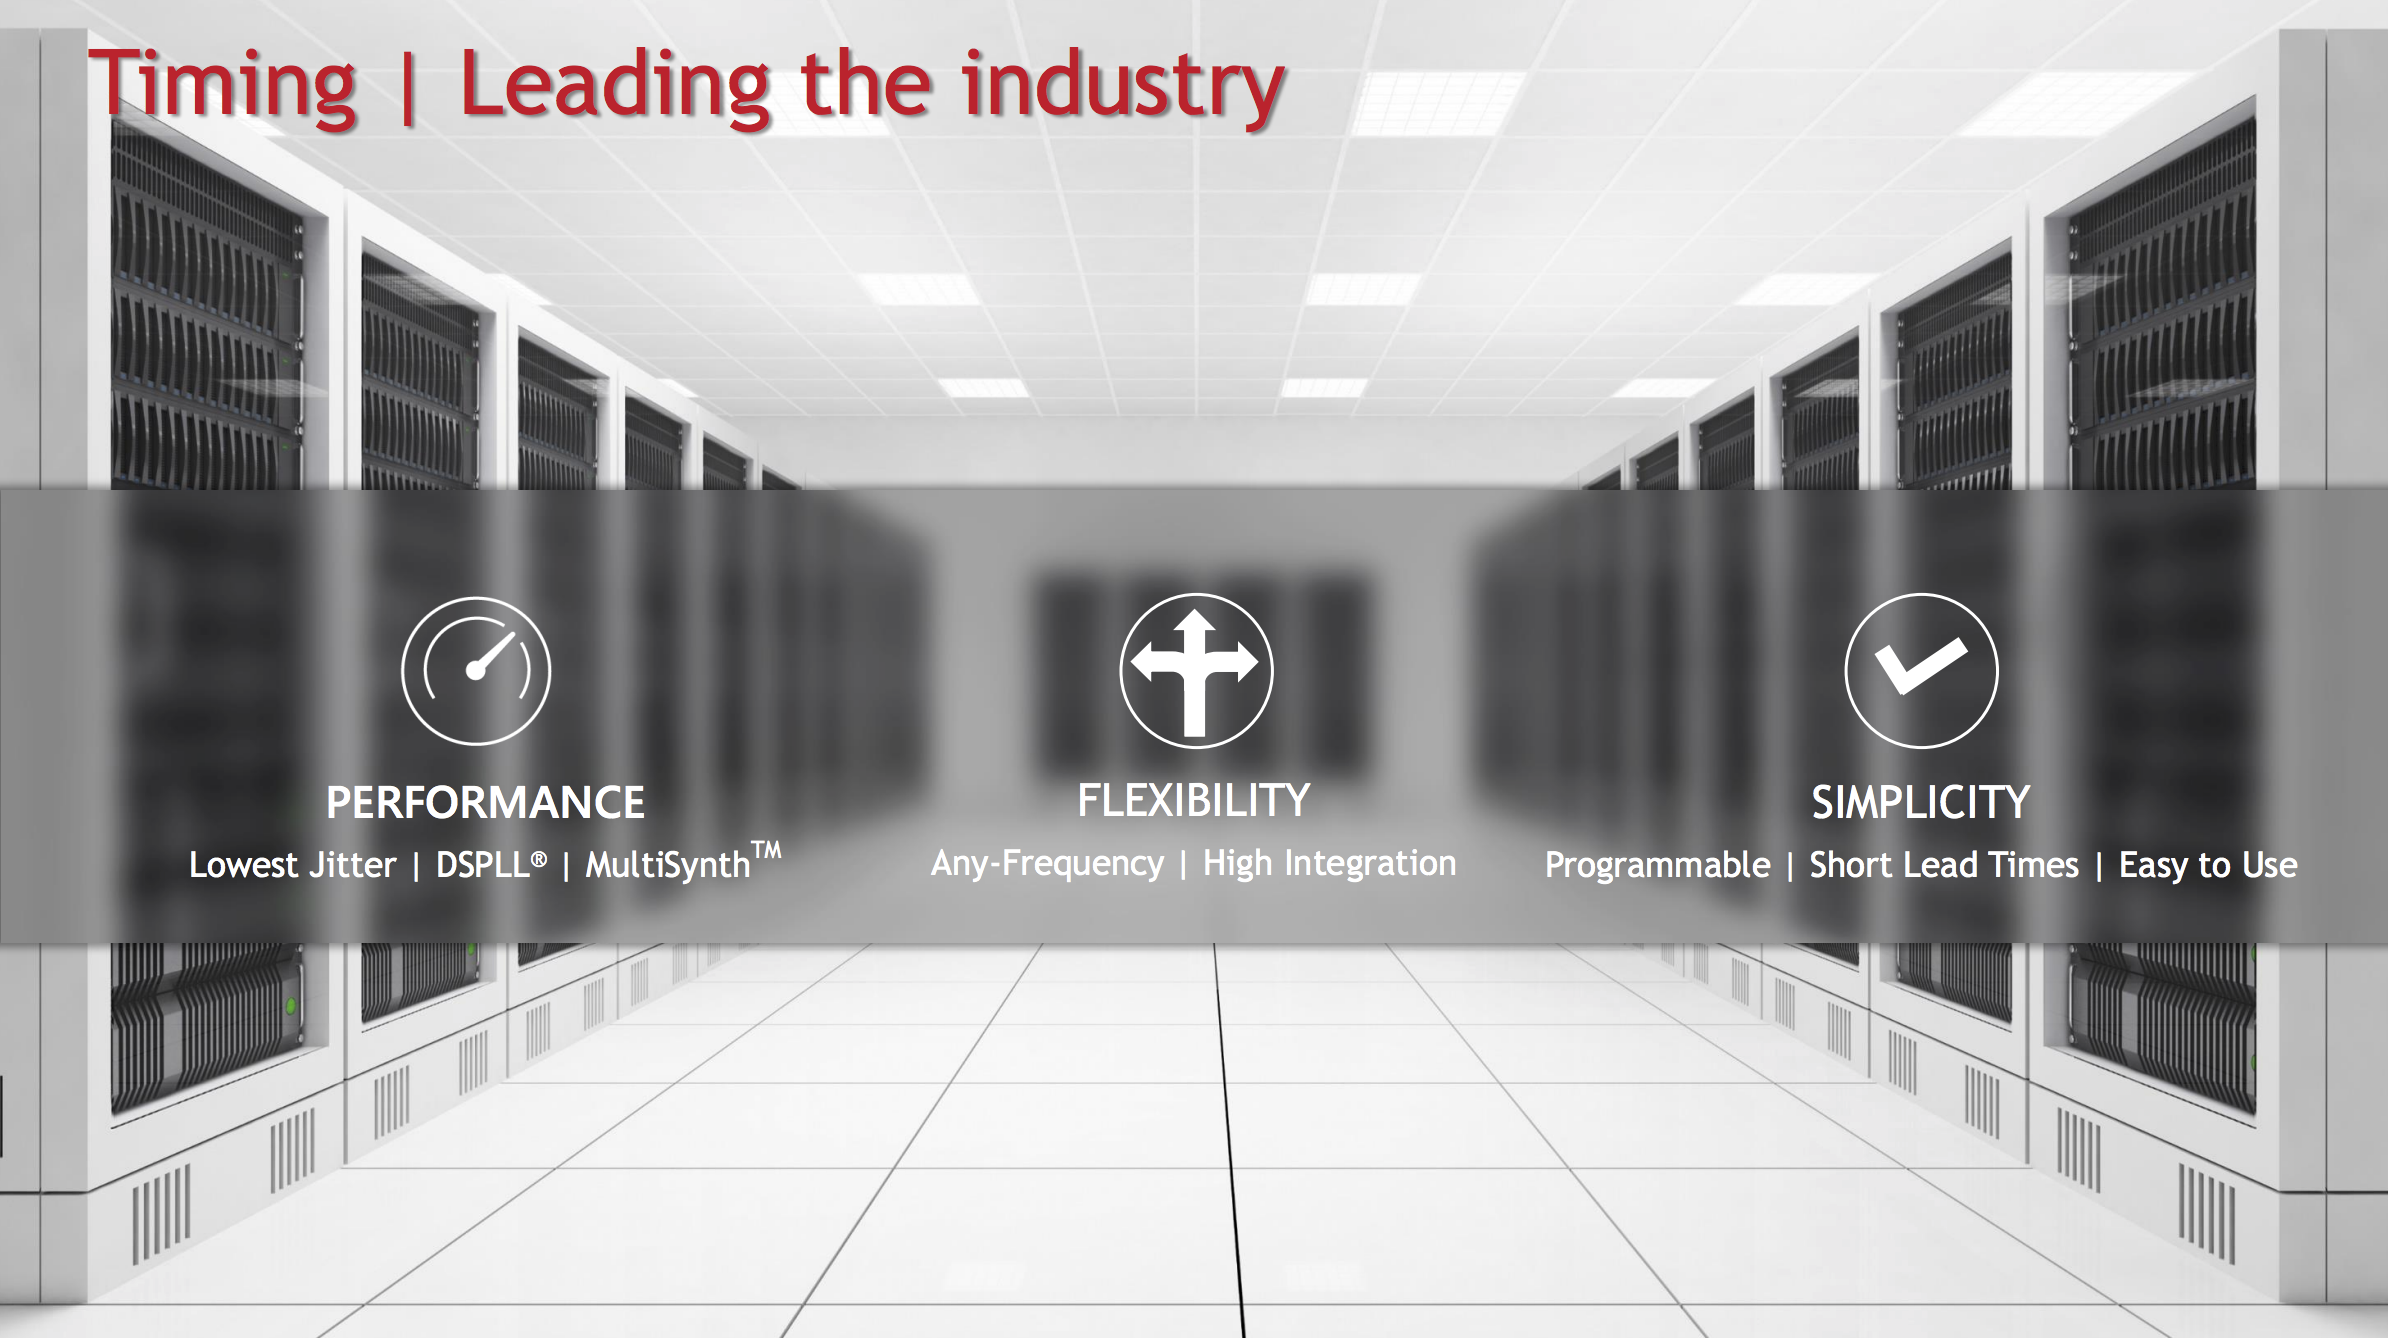 Timing | Leading the industry
PERFORMANCE
Lowest Jitter | DSPLL® | MultiSynth™
FLEXIBILITY
Any-Frequency | High Integration
SIMPLICITY
Programmable | Short Lead Times | Easy to Use